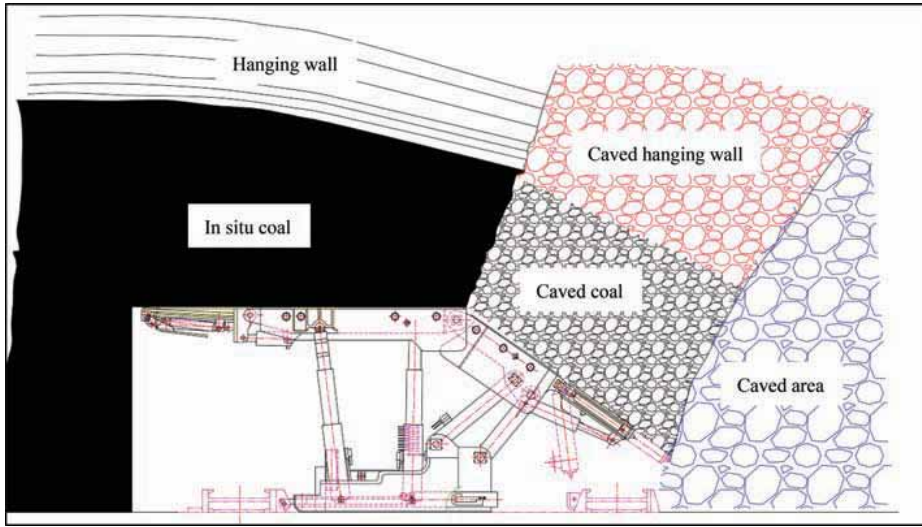 Hanging wall
Caved hanging wall
In situ coal
Caved coal
Caved area